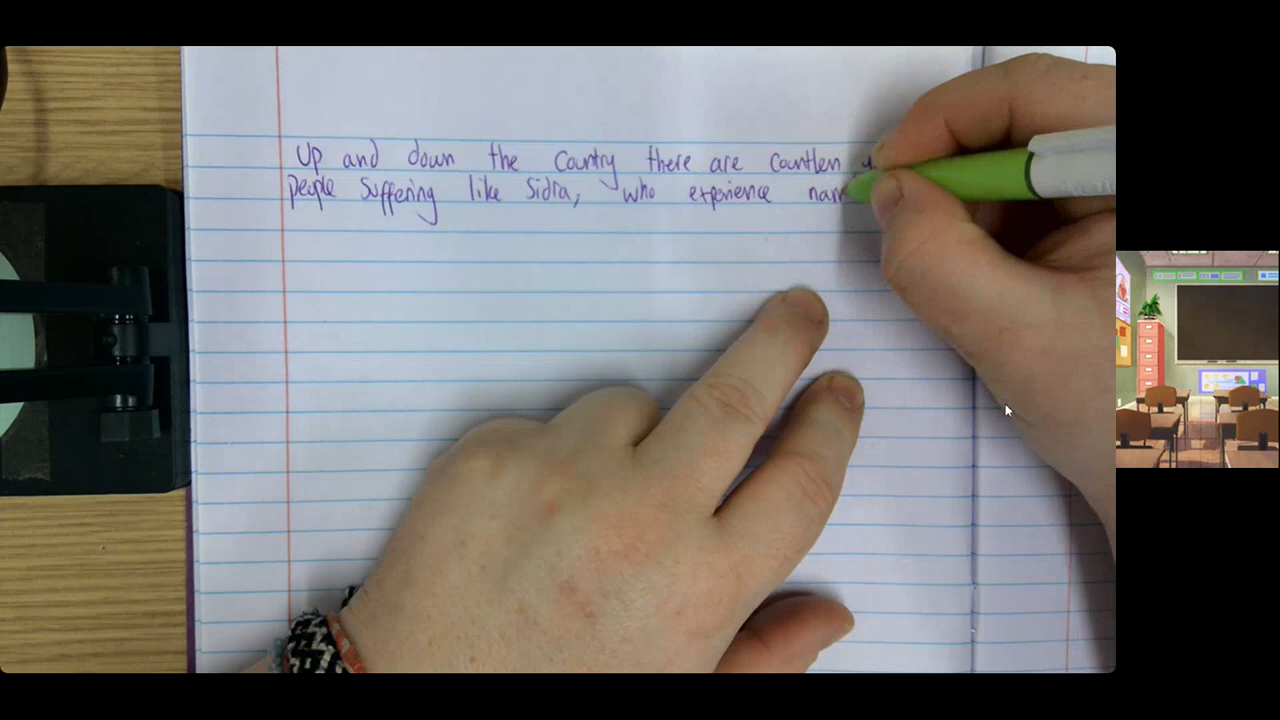 Up and down the Country there are Countless
people suffering like Sidra, who experience